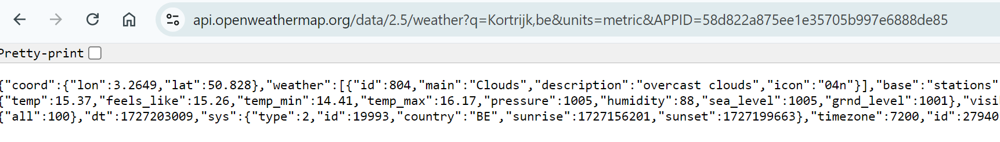 api.openweathermap.org/data/2.5/weather?q=Kortrijk,be&units=metric&APPID=58d822a875ee1e35705b997e6888de85
Pretty-print
{"coord":{"lon":3.2649,"lat":50.828},"weather":[{"id":804,"main":"Clouds","description":"overcast clouds","icon":"04n"}],"base":"stations"
{"temp":15.37,"feels_like":15.26,"temp_min":14.41,"temp_max":16.17,"pressure":1005,"humidity":88,"sea_level":1005,"grnd_level":1001},"visi
{"all":100},"dt":1727203009,"sys":{"type":2,"id":19993,"country":"BE","sunrise":1727156201,"sunset":1727199663},"timezone":7200,"id":27940